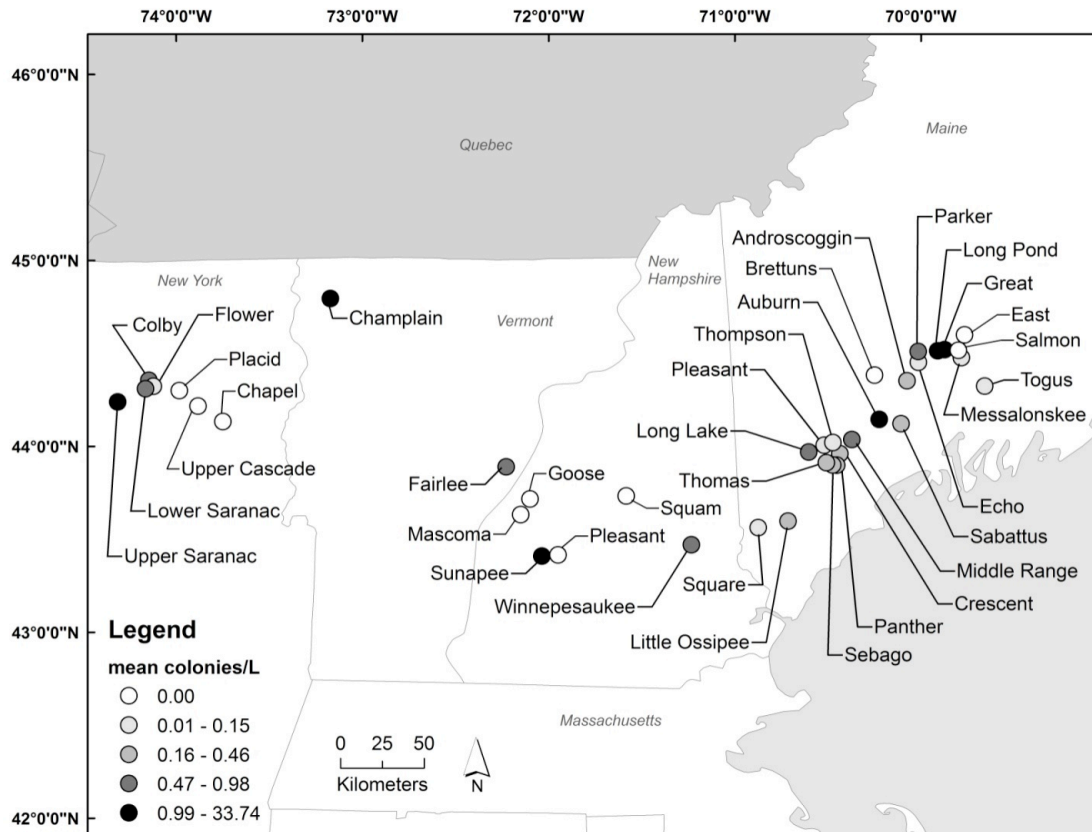 74°0'0"W
73°0'0"W
72°0'0"W
71°0'0"W
70°0'0"W
46°0'0"N
45°0'0"N
44°0'0"N
43°0'0"N
42°0'0"N
Quebec
Maine
New York
Vermont
New
Hampshire
Massachusetts
Colby
Flower
Placid
Chapel
Upper Cascade
Lower Saranac
Upper Saranac
Champlain
Fairlee
Goose
Mascoma
Squam
Pleasant
Sunapee
Winnepesaukee
Parker
Androscoggin
Long Pond
Brettuns
Great
Auburn
East
Thompson
Salmon
Pleasant
Togus
Messalonskee
Long Lake
Thomas
Echo
Sabattus
Square
Middle Range
Crescent
Little Ossipee
Panther
Sebago
Legend
mean colonies/L
0.00
0.01 - 0.15
0.16 - 0.46
0.47 - 0.98
0.99 - 33.74
0 25 50
Kilometers
N